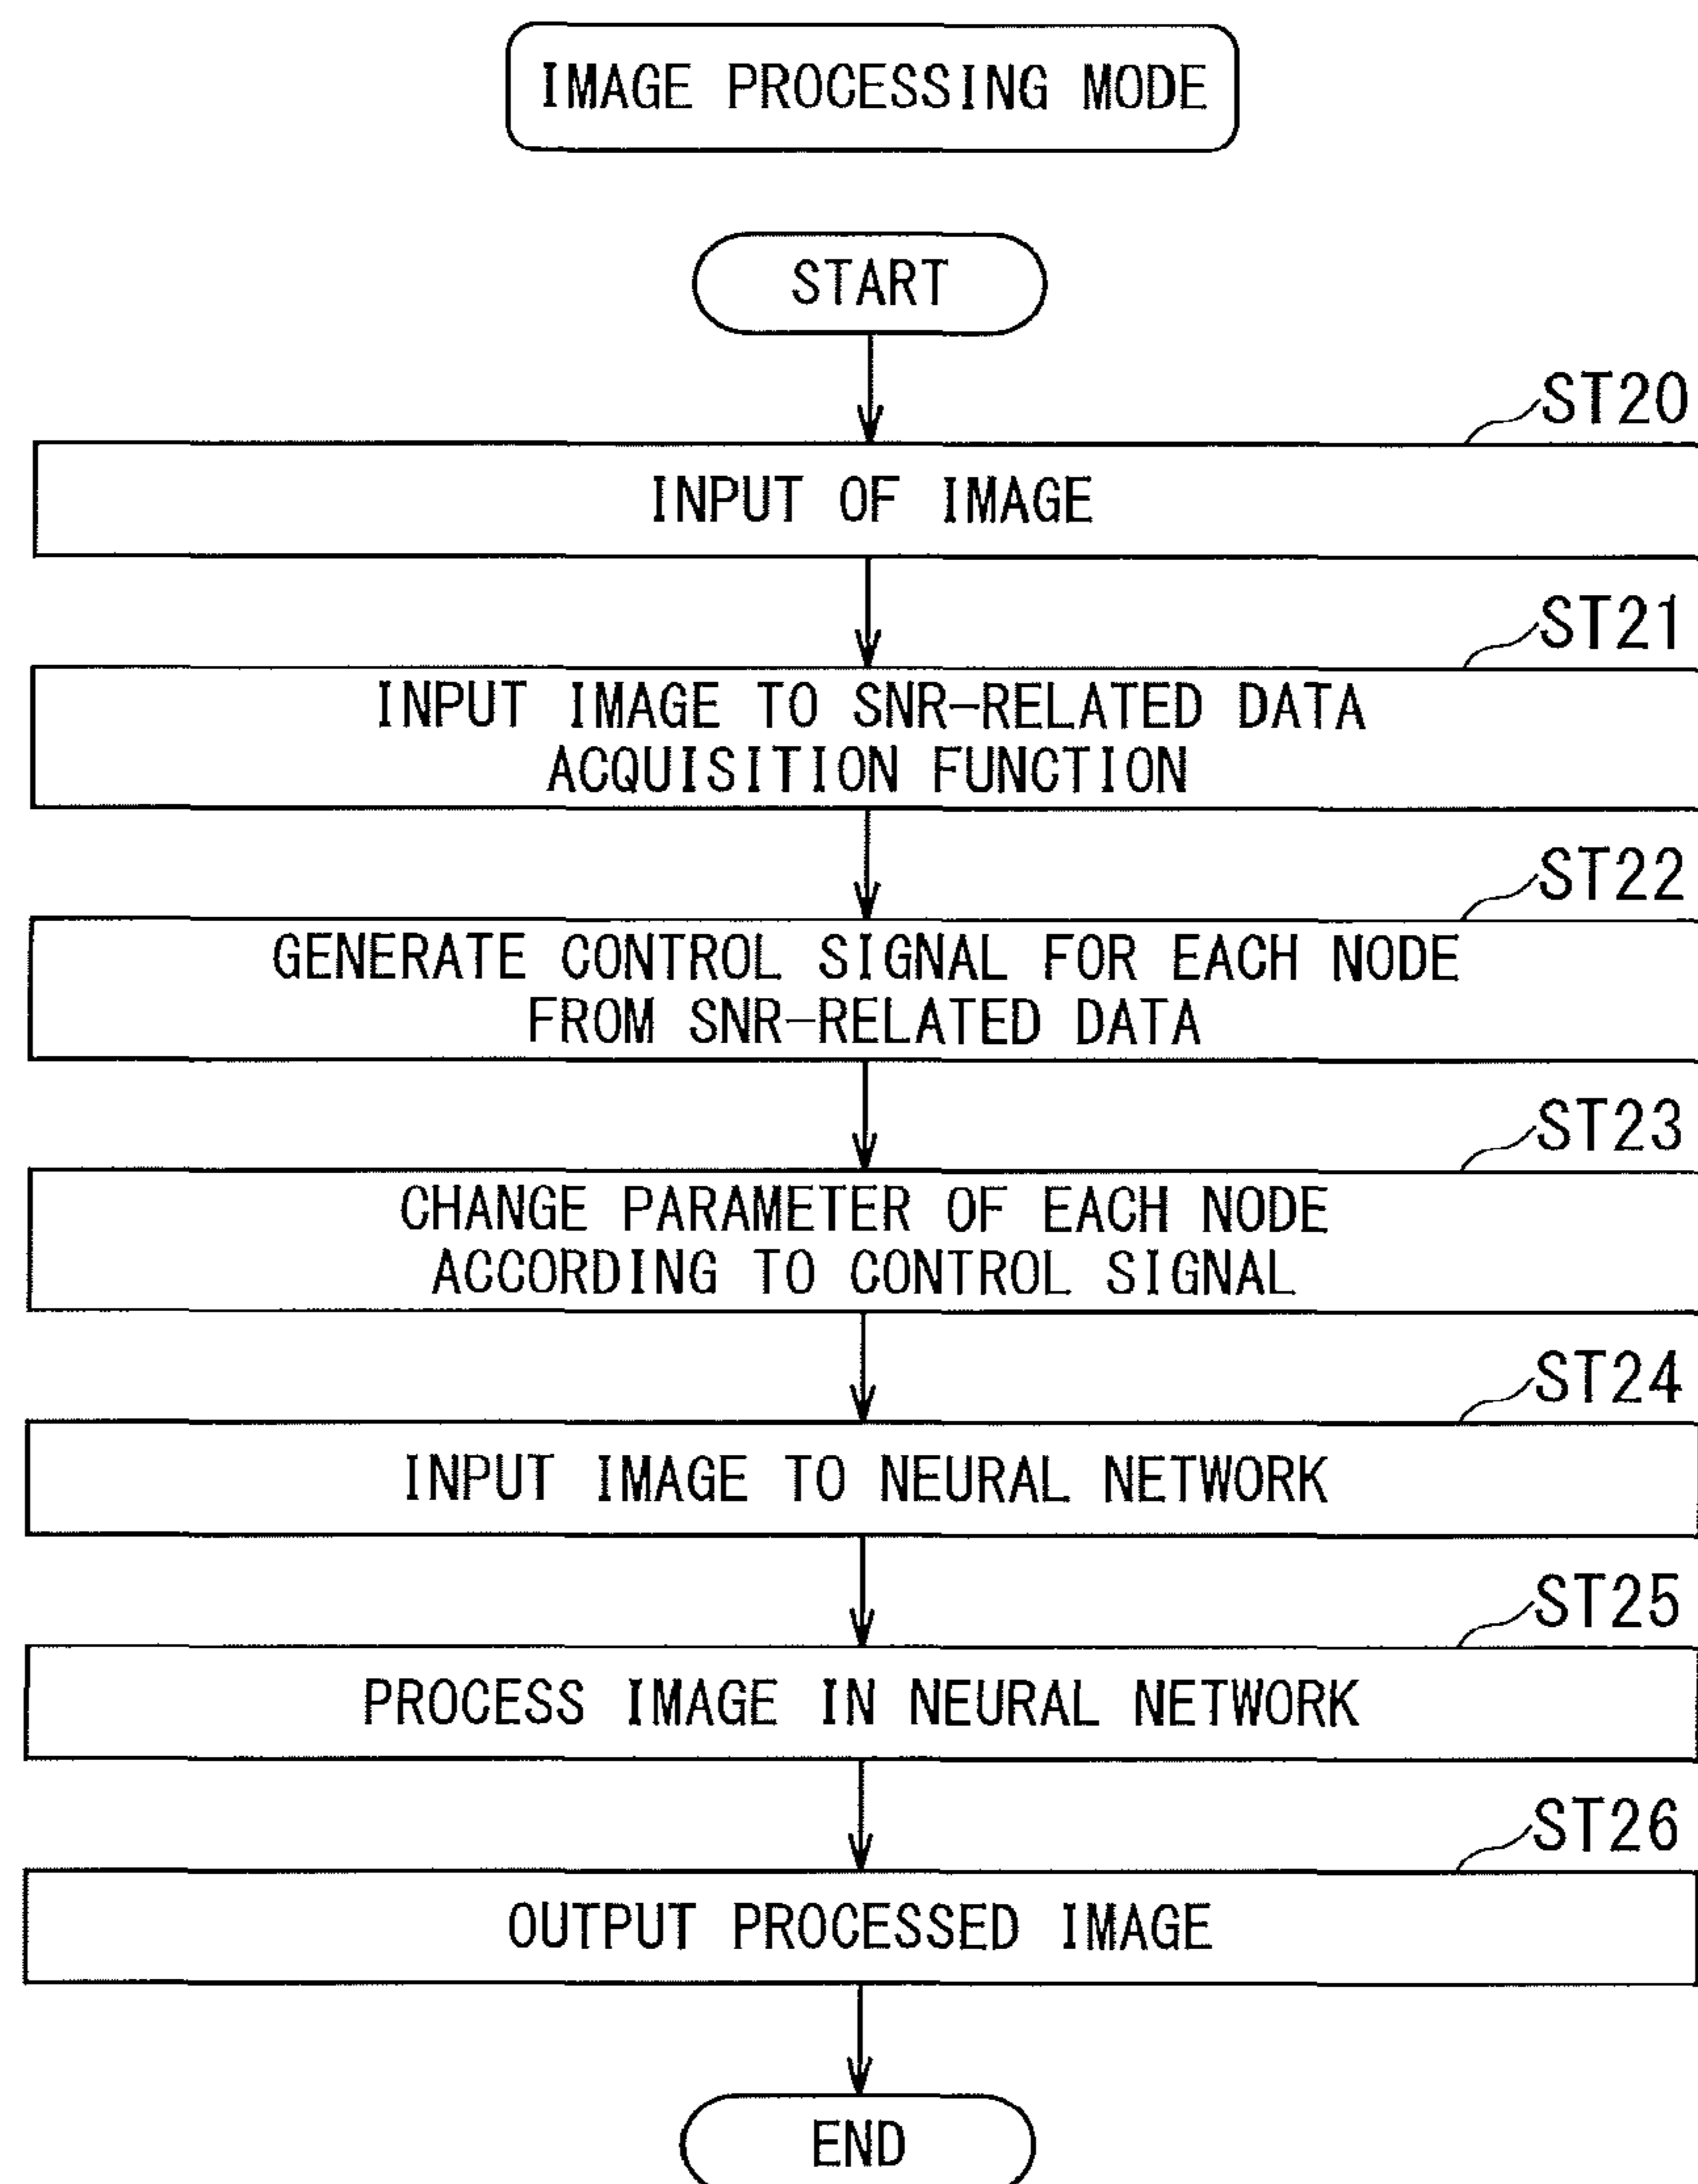 IMAGE PROCESSING MODE
START
ST20
INPUT OF IMAGE
ST21
INPUT IMAGE TO SNR-RELATED DATA
ACQUISITION FUNCTION
ST22
GENERATE CONTROL SIGNAL FOR EACH NODE
FROM SNR-RELATED DATA
ST23
CHANGE PARAMETER OF EACH NODE
ACCORDING TO CONTROL SIGNAL
ST24
INPUT IMAGE TO NEURAL NETWORK
ST25
PROCESS IMAGE IN NEURAL NETWORK
ST26
OUTPUT PROCESSED IMAGE
END